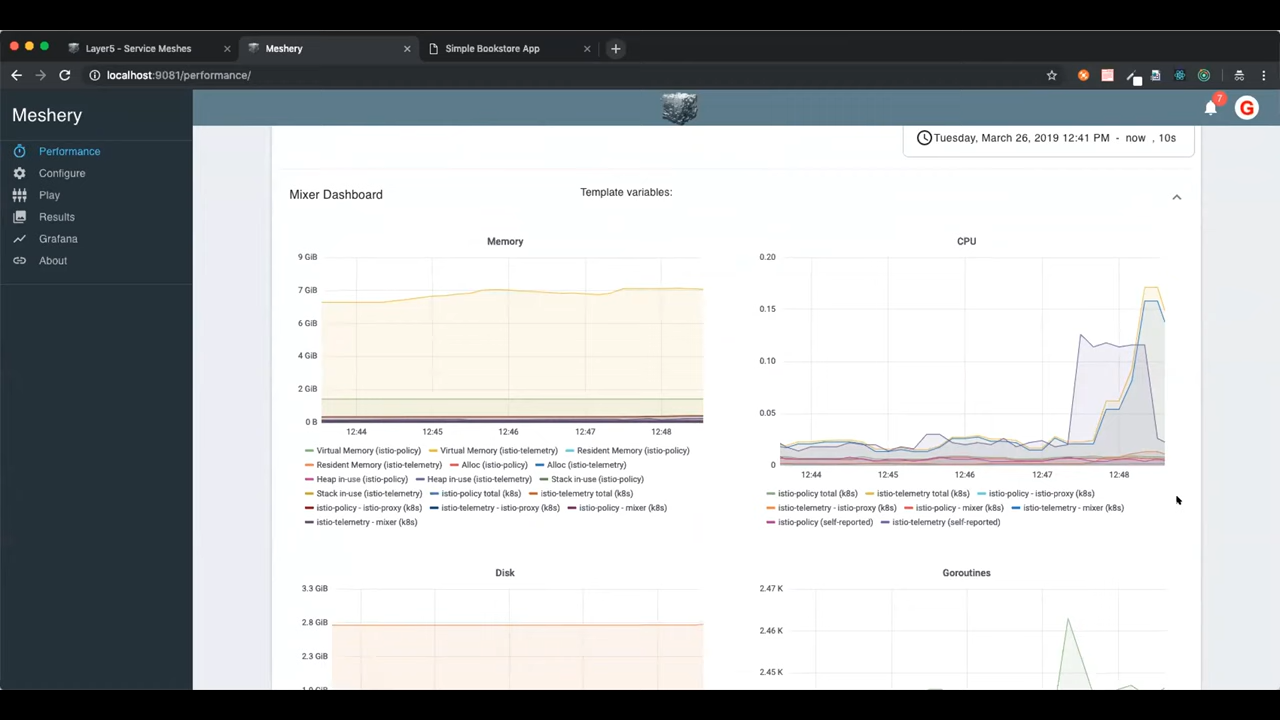 Layer5 - Service Meshes
Meshery
Simple Bookstore App
localhost:9081/performance/
Meshery
7
G
Performance
Configure
Play
Results
Grafana
About
Tuesday, March 26, 2019 12:41 PM - now , 10s
Mixer Dashboard
Template variables:
Memory
9 GiB
7 GiB
6 GiB
4 GiB
2 GiB
0 B
12:44 12:45 12:46 12:47 12:48
Virtual Memory (istio-policy) Virtual Memory (istio-telemetry) Resident Memory (istio-policy)
Resident Memory (istio-telemetry) Alloc (istio-policy) Alloc (istio-telemetry)
Heap in-use (istio-policy) Heap in-use (istio-telemetry) Stack in-use (istio-policy)
Stack in-use (istio-telemetry) istio-policy total (k8s) istio-telemetry total (k8s)
istio-policy - istio-proxy (k8s) istio-telemetry - istio-proxy (k8s) istio-policy - mixer (k8s)
istio-telemetry - mixer (k8s)
CPU
0.20
0.15
0.10
0.05
0
12:44 12:45 12:46 12:47 12:48
istio-policy total (k8s) istio-telemetry total (k8s) istio-policy - istio-proxy (k8s)
istio-telemetry - istio-proxy (k8s) istio-policy - mixer (k8s) istio-telemetry - mixer (k8s)
istio-policy (self-reported) istio-telemetry (self-reported)
Disk
3.3 GiB
2.8 GiB
2.3 GiB
Goroutines
2.47 K
2.46 K
2.45 K